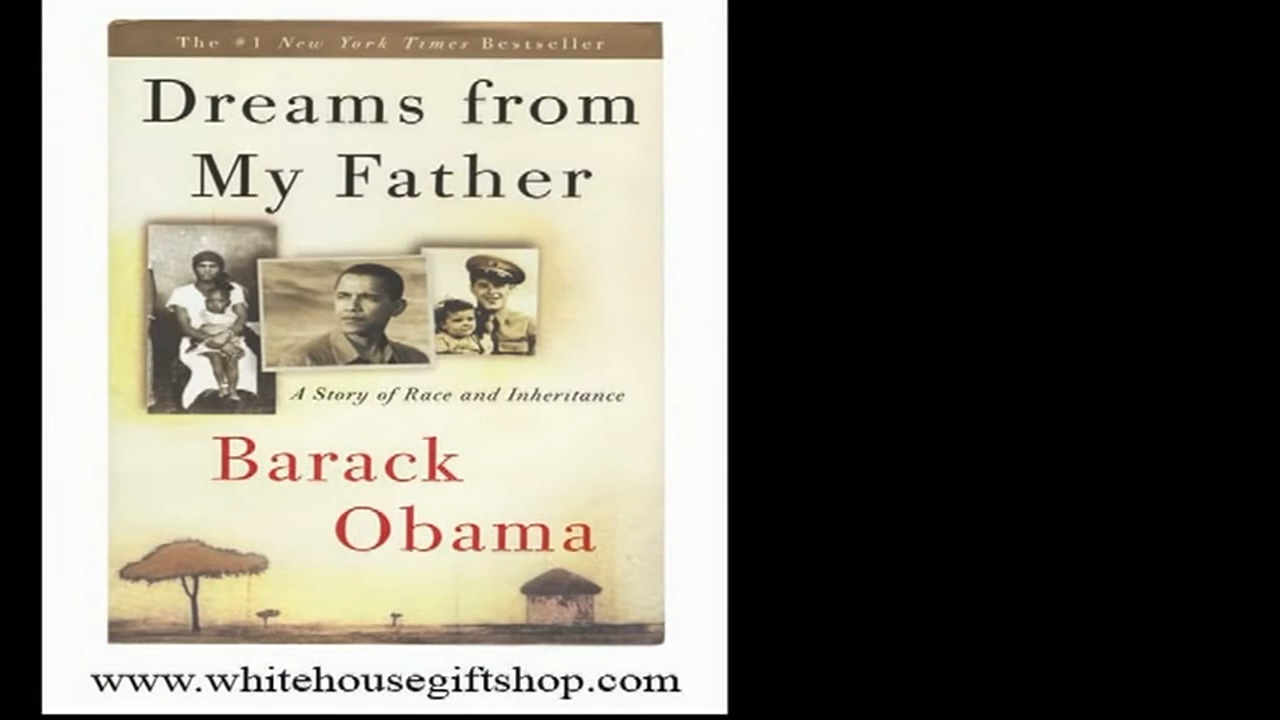 The #1 New York Times Bestseller
Dreams from
My Father
A Story of Race and Inheritance
Barack
Obama
www.whitehousegiftshop.com